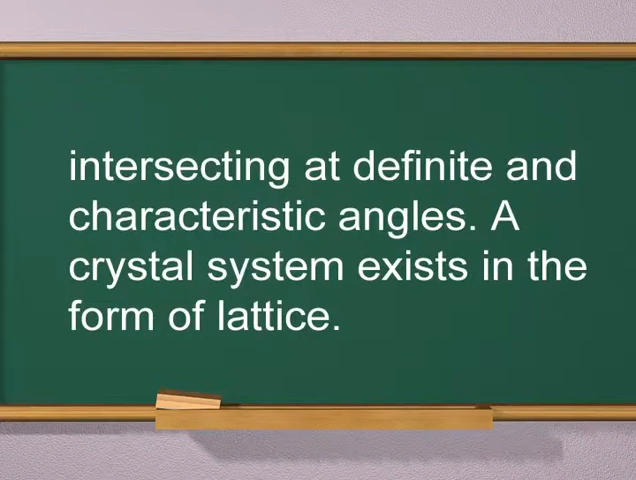 intersecting at definite and
characteristic angles. A
crystal system exists in the
form of lattice.